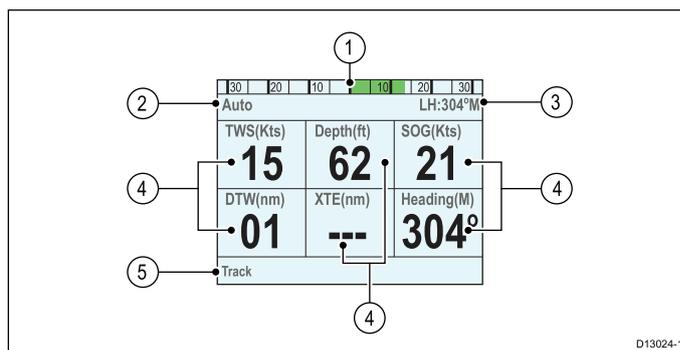 1
30 20 10 10 20 30
2 Auto LH:304°M 3
TWS(Kts) Depth(ft) SOG(Kts)
15 62 21
4 4
DTW(nm) XTE(nm) Heading(M)
01 --- 304°
5 Track
4
D13024-1